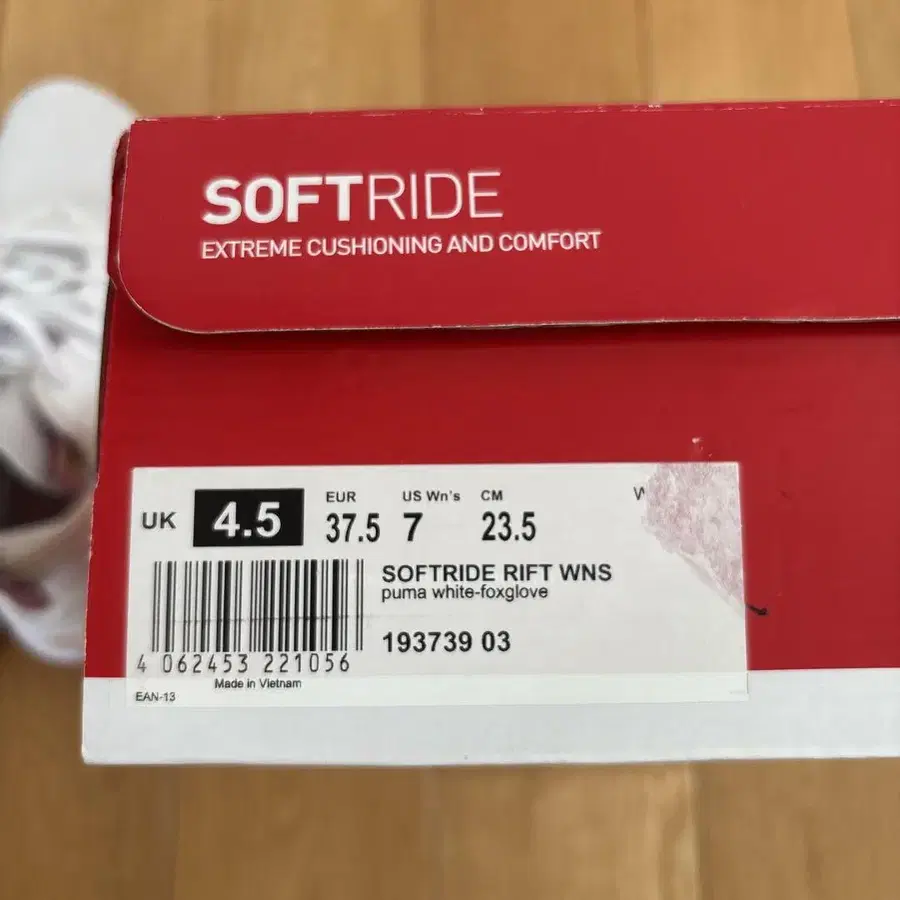 SOFTRIDE
EXTREME CUSHIONING AND COMFORT
EUR US Wn's CM
UK 4.5 37.5 7 23.5
SOFTRIDE RIFT WNS
puma white-foxglove
193739 03
4 062453 221056
Made in Vietnam
EAN-13